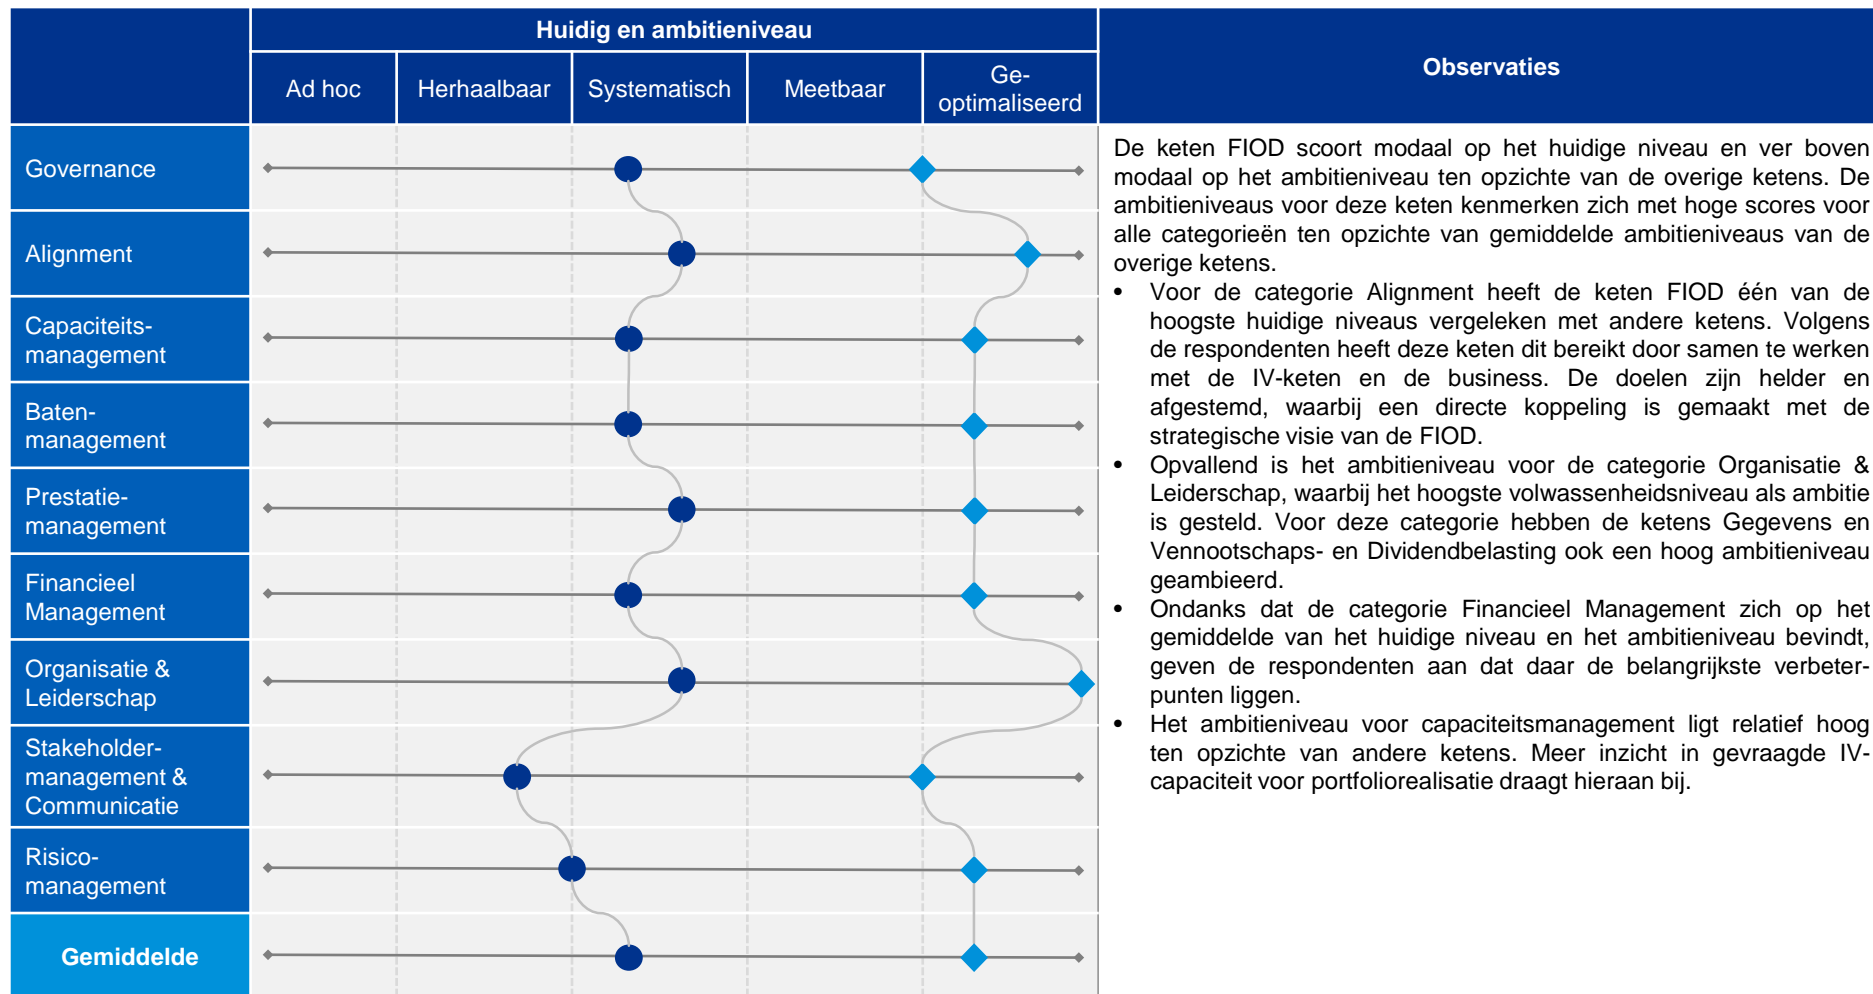 Huidig en ambitieniveau
Observaties
Ad hoc
Herhaalbaar
Systematisch
Meetbaar
Ge-
optimaliseerd
Governance
Alignment
Capaciteits-
management
Baten-
management
Prestatie-
management
Financieel
Management
Organisatie &
Leiderschap
Stakeholder-
management &
Communicatie
Risico-
management
Gemiddelde
De keten FIOD scoort modaal op het huidige niveau en ver boven
modaal op het ambitieniveau ten opzichte van de overige ketens. De
ambitieniveaus voor deze keten kenmerken zich met hoge scores voor
alle categorieën ten opzichte van gemiddelde ambitieniveaus van de
overige ketens.
• Voor de categorie Alignment heeft de keten FIOD één van de
hoogste huidige niveaus vergeleken met andere ketens. Volgens
de respondenten heeft deze keten dit bereikt door samen te werken
met de IV-keten en de business. De doelen zijn helder en
afgestemd, waarbij een directe koppeling is gemaakt met de
strategische visie van de FIOD.
• Opvallend is het ambitieniveau voor de categorie Organisatie &
Leiderschap, waarbij het hoogste volwassenheidsniveau als ambitie
is gesteld. Voor deze categorie hebben de ketens Gegevens en
Vennootschaps- en Dividendbelasting ook een hoog ambitieniveau
geambieerd.
• Ondanks dat de categorie Financieel Management zich op het
gemiddelde van het huidige niveau en het ambitieniveau bevindt,
geven de respondenten aan dat daar de belangrijkste verbeter-
punten liggen.
• Het ambitieniveau voor capaciteitsmanagement ligt relatief hoog
ten opzichte van andere ketens. Meer inzicht in gevraagde IV-
capaciteit voor portfoliorealisatie draagt hieraan bij.